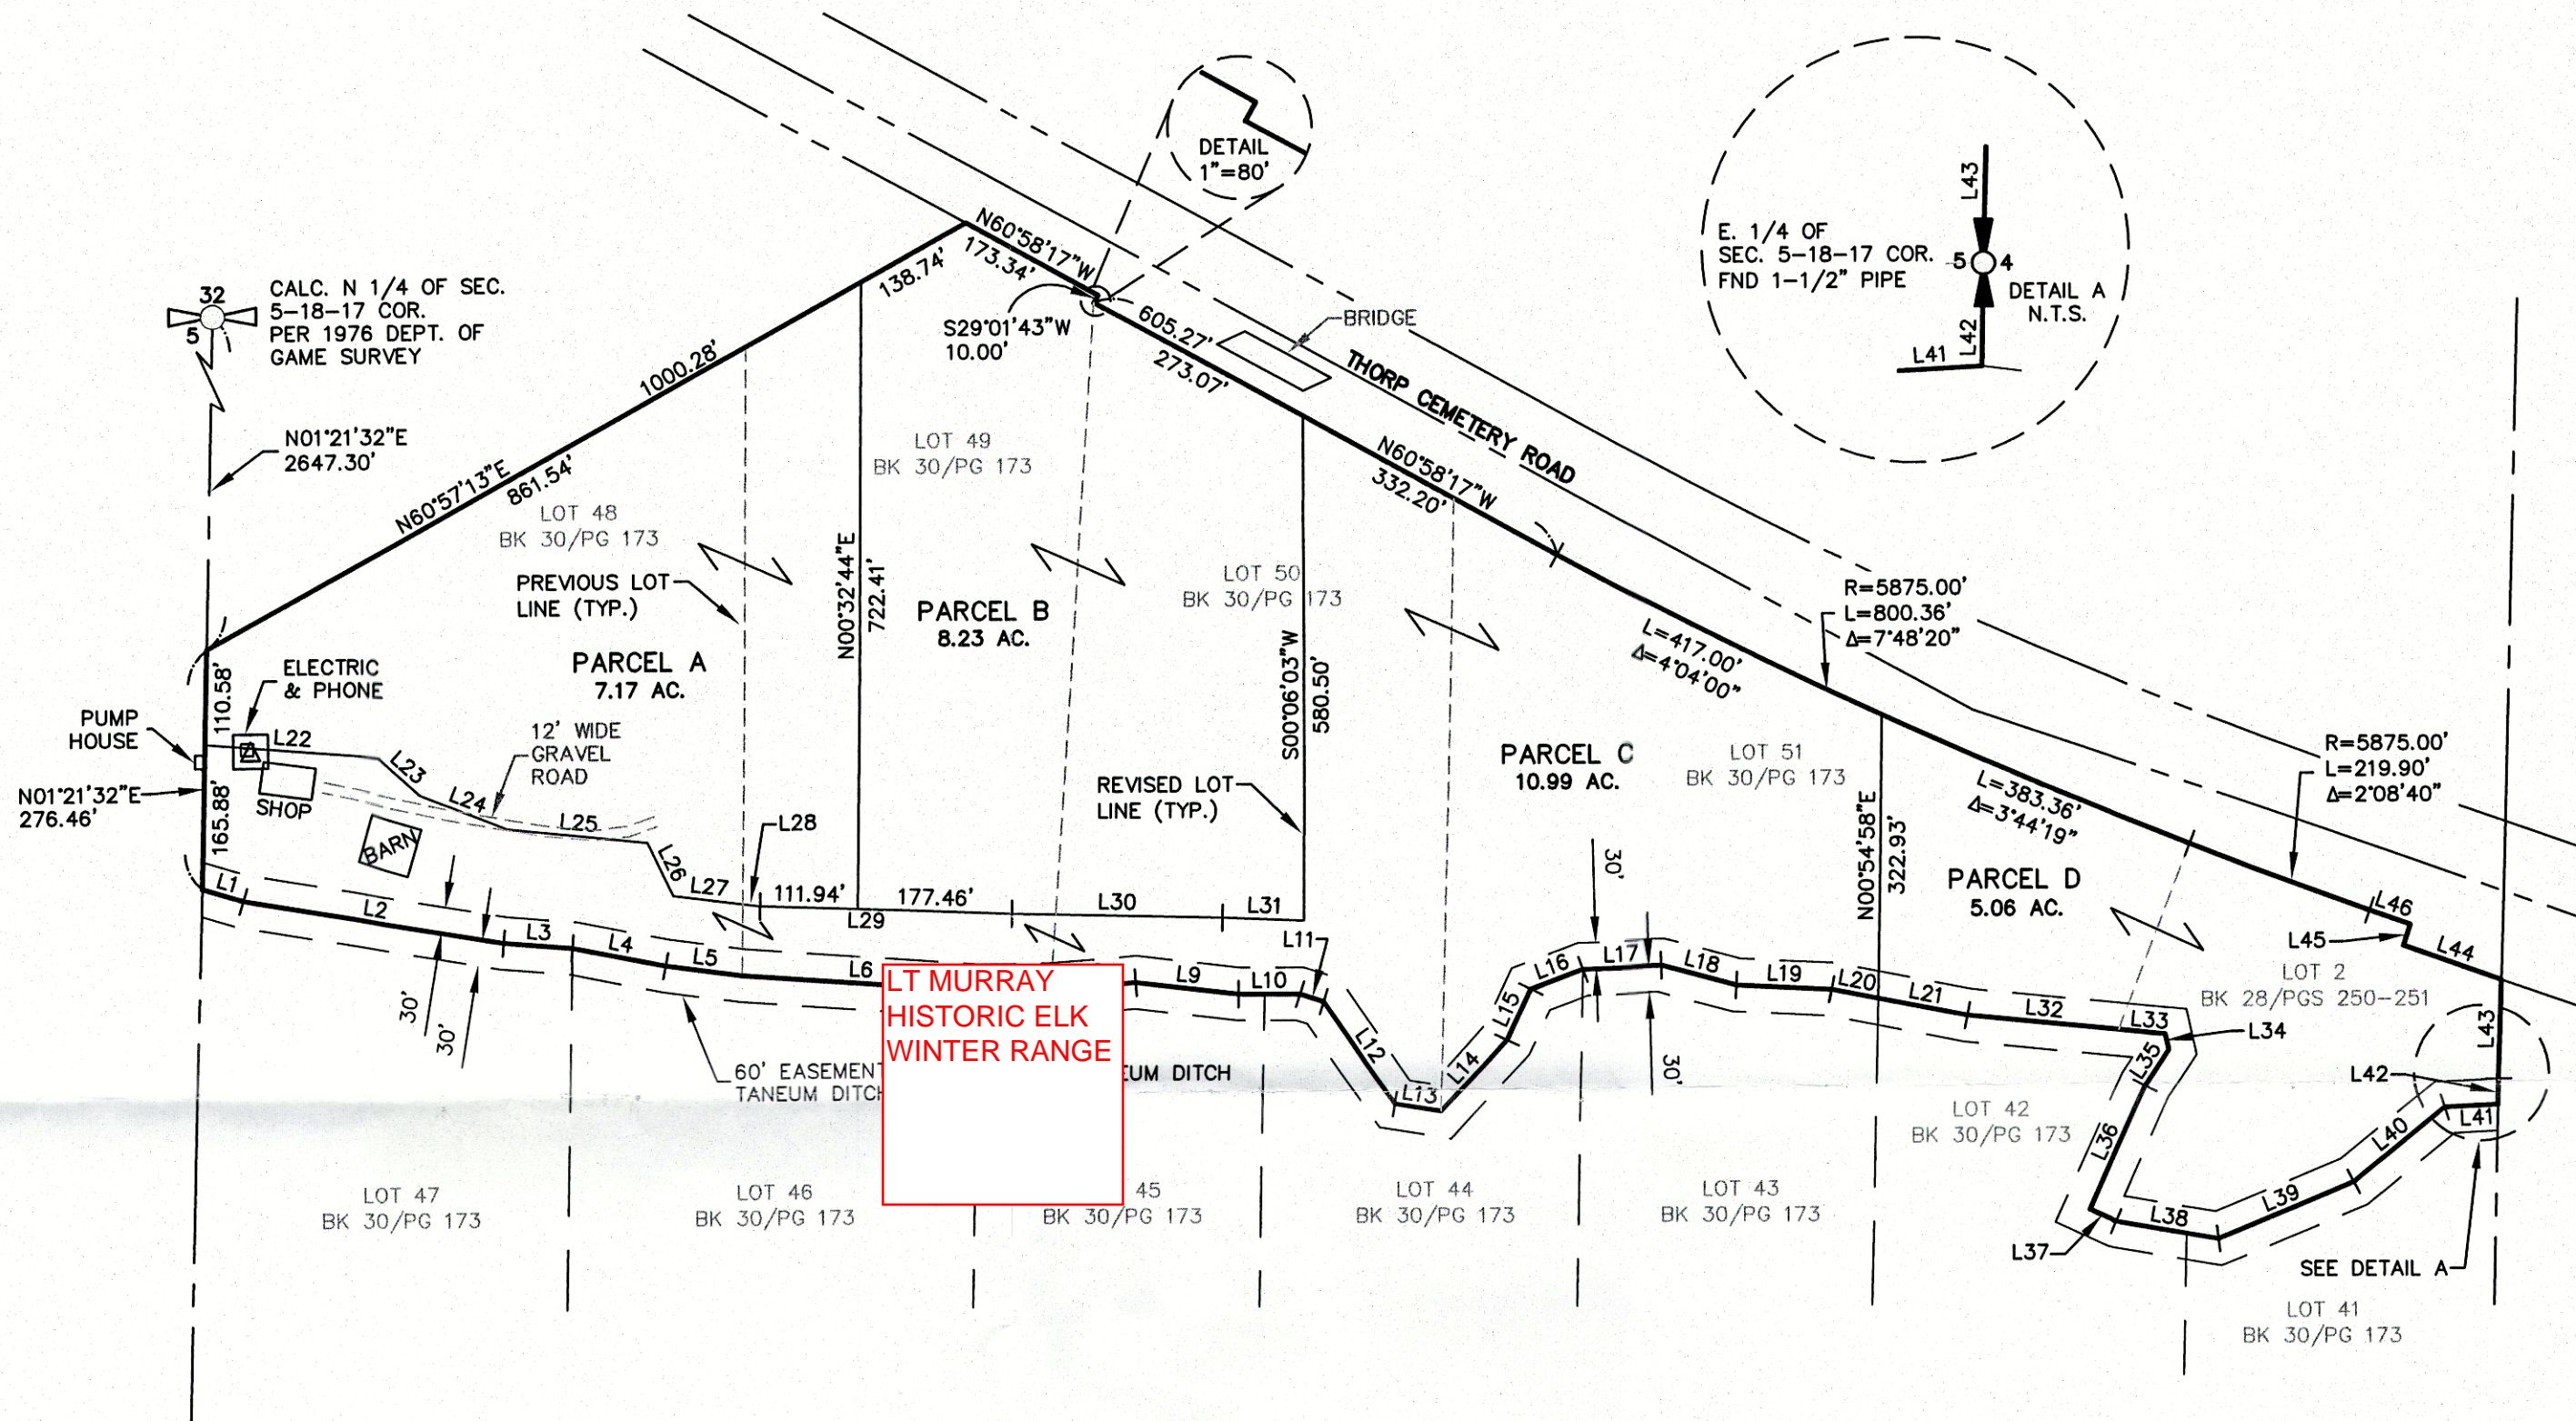 DETAIL
1"=80'
L43
E. 1/4 OF
SEC. 5-18-17 COR.
FND 1-1/2" PIPE
5
4
DETAIL A
N.T.S.
L42
L41
32
5
CALC. N 1/4 OF SEC.
5-18-17 COR.
PER 1976 DEPT. OF
GAME SURVEY
N60°58'17"W
173.34'
138.74'
S29°01'43"W
10.00'
605.27'
273.07'
BRIDGE
THORP CEMETERY ROAD
1000.28'
N01°21'32"E
2647.30'
N60°57'13"E
861.54'
LOT 48
BK 30/PG 173
LOT 49
BK 30/PG 173
N60°58'17"W
332.20'
PREVIOUS LOT
LINE (TYP.)
N00°32'44"E
722.41'
PARCEL B
8.23 AC.
LOT 50
BK 30/PG 173
R=5875.00'
L=800.36'
Δ=7°48'20"
L=417.00'
Δ=4°04'00"
PARCEL A
7.17 AC.
ELECTRIC
& PHONE
110.58'
PUMP
HOUSE
L22
12' WIDE
GRAVEL
ROAD
S00°06'03"W
580.50'
REVISED LOT
LINE (TYP.)
PARCEL C
10.99 AC.
LOT 51
BK 30/PG 173
R=5875.00'
L=219.90'
Δ=2°08'40"
L=383.36'
Δ=3°44'19"
N01°21'32"E
276.46'
165.88'
SHOP
BARN
L23
L24
L25
L26
L27
L28
111.94'
177.46'
L29
L30
L31
N00°54'58"E
322.93'
PARCEL D
5.06 AC.
L46
L45
L44
LOT 2
BK 28/PGS 250-251
L1
L2
L3
L4
L5
L6
L9
L10
L11
L12
L13
L14
L15
L16
L17
L18
L19
L20
L21
L32
L33
L34
L35
L36
L37
L38
L39
L40
L41
L42
L43
30'
30'
30'
30'
LT MURRAY
HISTORIC ELK
WINTER RANGE
60' EASEMEN
TANEUM DITCH
EUM DITCH
LOT 42
BK 30/PG 173
LOT 47
BK 30/PG 173
LOT 46
BK 30/PG 173
45
BK 30/PG 173
LOT 44
BK 30/PG 173
LOT 43
BK 30/PG 173
SEE DETAIL A
LOT 41
BK 30/PG 173